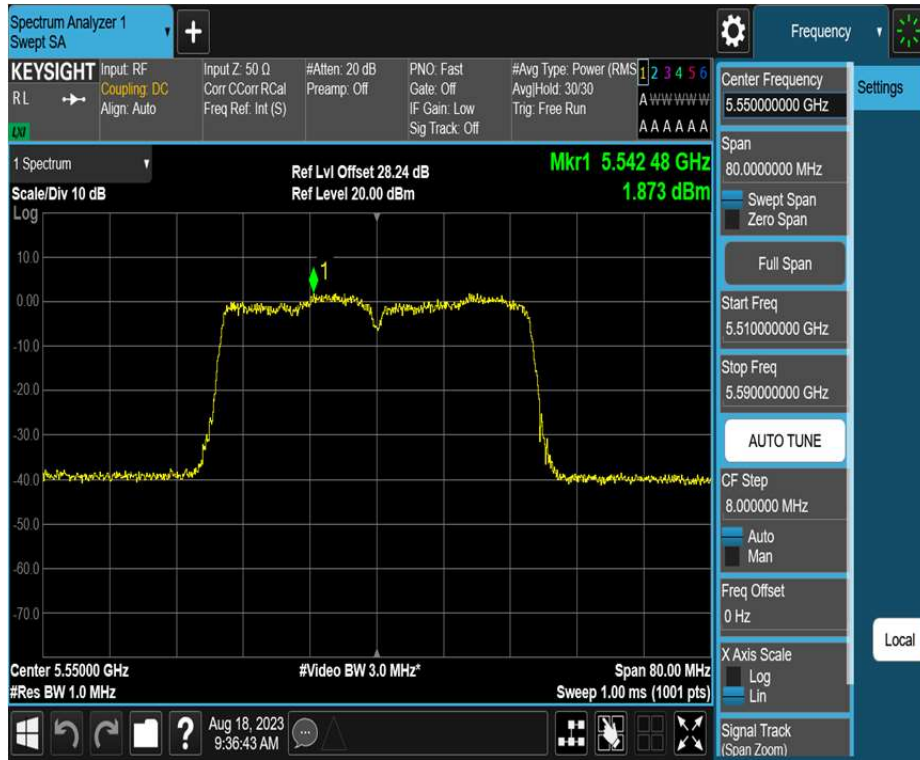 Spectrum Analyzer 1
Swept SA
Frequency
KEYSIGHT
R L
LXI
Input: RF
Coupling: DC
Align: Auto
Input Z: 50 Ω
Corr CCorr RCal
Freq Ref: Int (S)
#Atten: 20 dB
Preamp: Off
PNO: Fast
Gate: Off
IF Gain: Low
Sig Track: Off
#Avg Type: Power (RMS
Avg|Hold: 30/30
Trig: Free Run
1 2 3 4 5 6
A W W W W W
A A A A A A
1 Spectrum
Scale/Div 10 dB
Log
Ref Lvl Offset 28.24 dB
Ref Level 20.00 dBm
Mkr1 5.542 48 GHz
1.873 dBm
1
10.0
0.00
-10.0
-20.0
-30.0
-40.0
-50.0
-60.0
-70.0
Center 5.55000 GHz
#Res BW 1.0 MHz
#Video BW 3.0 MHz*
Span 80.00 MHz
Sweep 1.00 ms (1001 pts)
Center Frequency
5.55000000 GHz
Span
80.0000000 MHz
Swept Span
Zero Span
Full Span
Start Freq
5.510000000 GHz
Stop Freq
5.590000000 GHz
AUTO TUNE
CF Step
8.000000 MHz
Auto
Man
Freq Offset
0 Hz
X Axis Scale
Log
Lin
Signal Track
(Span Zoom)
Settings
Local
?
Aug 18, 2023
9:36:43 AM